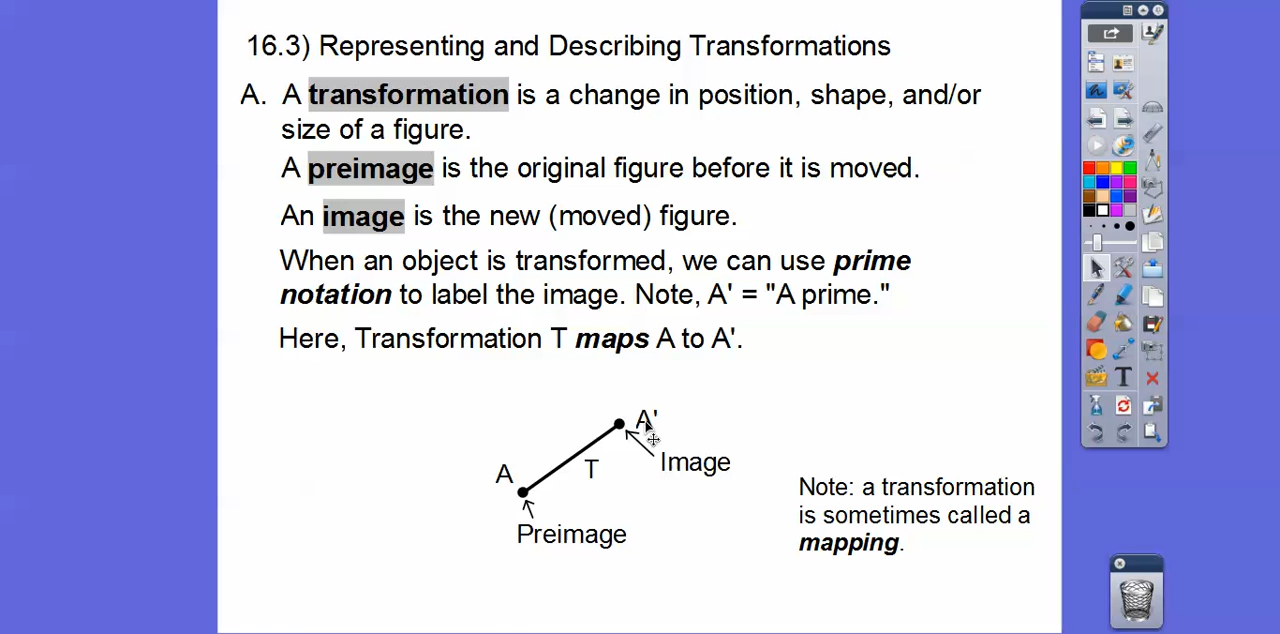 16.3) Representing and Describing Transformations
A. A transformation is a change in position, shape, and/or
size of a figure.
A preimage is the original figure before it is moved.
An image is the new (moved) figure.
When an object is transformed, we can use prime
notation to label the image. Note, A' = "A prime."
Here, Transformation T maps A to A'.
A'
Image
A
T
Preimage
Note: a transformation
is sometimes called a
mapping.
T